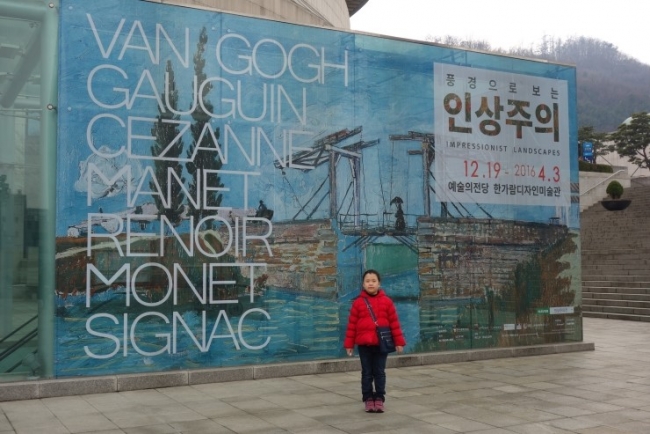 VAN GOGH
GAUGUIN
CEZANNE
MANET
RENOIR
MONET
SIGNAC
풍경으로 보는
인상주의
IMPRESSIONIST LANDSCAPES
12.19 - 2016 4.3
예술의전당 한가람디자인미술관